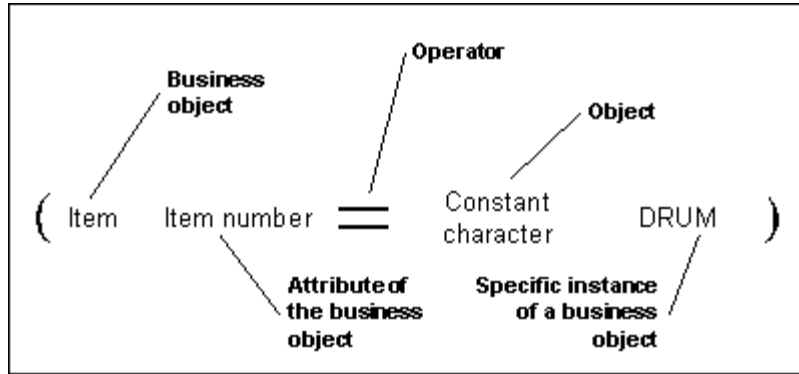 Operator
Business
object
Object
( Item Item number = Constant
character DRUM )
Attribute of
the business
object
Specific instance
of a business
object